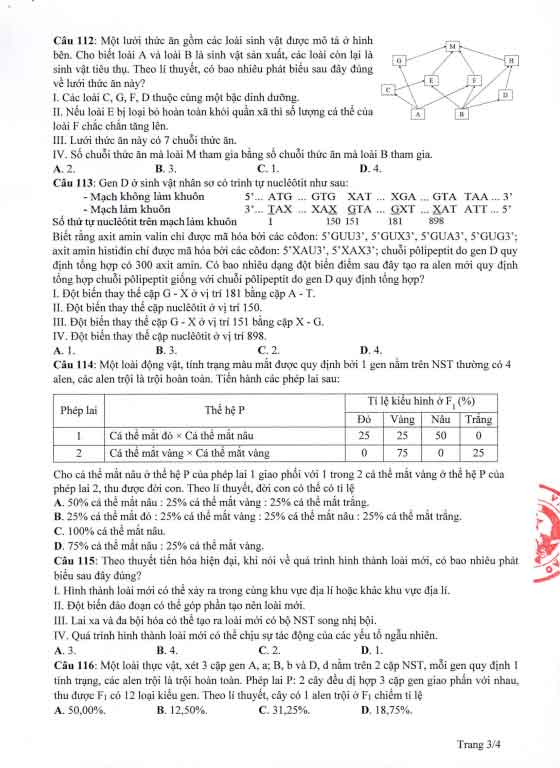 Câu 112: Một lưới thức ăn gồm các loài sinh vật được mô tả ở hình
bên. Cho biết loài A và loài B là sinh vật sản xuất, các loài còn lại là
sinh vật tiêu thụ. Theo lí thuyết, có bao nhiêu phát biểu sau đây đúng
về lưới thức ăn này?
I. Các loài C, G, F, D thuộc cùng một bậc dinh dưỡng.
II. Nếu loài E bị loại bỏ hoàn toàn khỏi quần xã thì số lượng cá thể của
loài F chắc chắn tăng lên.
III. Lưới thức ăn này có 7 chuỗi thức ăn.
IV. Số chuỗi thức ăn mà loài M tham gia bằng số chuỗi thức ăn mà loài B tham gia.
A. 2. B. 3. C. 1. D. 4.
M
G
H
E
F
C
D
A
B
Câu 113: Gen D ở sinh vật nhân sơ có trình tự nuclêôtit như sau:
- Mạch không làm khuôn 5'... ATG ... GTG XAT ... XGA ... GTA TAA ... 3'
- Mạch làm khuôn 3'... TAX ... XAX GTA ... GXT ... XAT ATT ... 5'
Số thứ tự nuclêôtit trên mạch làm khuôn 1 150 151 181 898
Biết rằng axit amin valin chỉ được mã hóa bởi các côđon: 5'GUU3', 5'GUX3', 5'GUA3', 5'GUG3';
axit amin histiđin chỉ được mã hóa bởi các côđon: 5'XAU3', 5'XAX3'; chuỗi pôlipeptit do gen D quy
định tổng hợp có 300 axit amin. Có bao nhiêu dạng đột biến điểm sau đây tạo ra alen mới quy định
tổng hợp chuỗi pôlipeptit giống với chuỗi pôlipeptit do gen D quy định tổng hợp?
I. Đột biến thay thế cặp G - X ở vị trí 181 bằng cặp A - T.
II. Đột biến thay thế cặp nuclêôtit ở vị trí 150.
III. Đột biến thay thế cặp G - X ở vị trí 151 bằng cặp X - G.
IV. Đột biến thay thế cặp nuclêôtit ở vị trí 898.
A. 1. B. 3. C. 2. D. 4.
Câu 114: Một loài động vật, tính trạng màu mắt được quy định bởi 1 gen nằm trên NST thường có 4
alen, các alen trội là trội hoàn toàn. Tiến hành các phép lai sau:
Phép lai Thế hệ P Tỉ lệ kiểu hình ở F1 (%)
Đỏ Vàng Nâu Trắng
1 Cá thể mắt đỏ × Cá thể mắt nâu 25 25 50 0
2 Cá thể mắt vàng × Cá thể mắt vàng 0 75 0 25
Cho cá thể mắt nâu ở thế hệ P của phép lai 1 giao phối với 1 trong 2 cá thể mắt vàng ở thế hệ P của
phép lai 2, thu được đời con. Theo lí thuyết, đời con có thể có tỉ lệ
A. 50% cá thể mắt nâu : 25% cá thể mắt vàng : 25% cá thể mắt trắng.
B. 25% cá thể mắt đỏ : 25% cá thể mắt vàng : 25% cá thể mắt nâu : 25% cá thể mắt trắng.
C. 100% cá thể mắt nâu.
D. 75% cá thể mắt nâu : 25% cá thể mắt vàng.
Câu 115: Theo thuyết tiến hóa hiện đại, khi nói về quá trình hình thành loài mới, có bao nhiêu phát
biểu sau đây đúng?
I. Hình thành loài mới có thể xảy ra trong cùng khu vực địa lí hoặc khác khu vực địa lí.
II. Đột biến đảo đoạn có thể góp phần tạo nên loài mới.
III. Lai xa và đa bội hóa có thể tạo ra loài mới có bộ NST song nhị bội.
IV. Quá trình hình thành loài mới có thể chịu sự tác động của các yếu tố ngẫu nhiên.
A. 3. B. 4. C. 2. D. 1.
Câu 116: Một loài thực vật, xét 3 cặp gen A, a; B, b và D, d nằm trên 2 cặp NST, mỗi gen quy định 1
tính trạng, các alen trội là trội hoàn toàn. Phép lai P: 2 cây đều dị hợp 3 cặp gen giao phấn với nhau,
thu được F1 có 12 loại kiểu gen. Theo lí thuyết, cây có 1 alen trội ở F1 chiếm tỉ lệ
A. 50,00%. B. 12,50%. C. 31,25%. D. 18,75%.
Trang 3/4